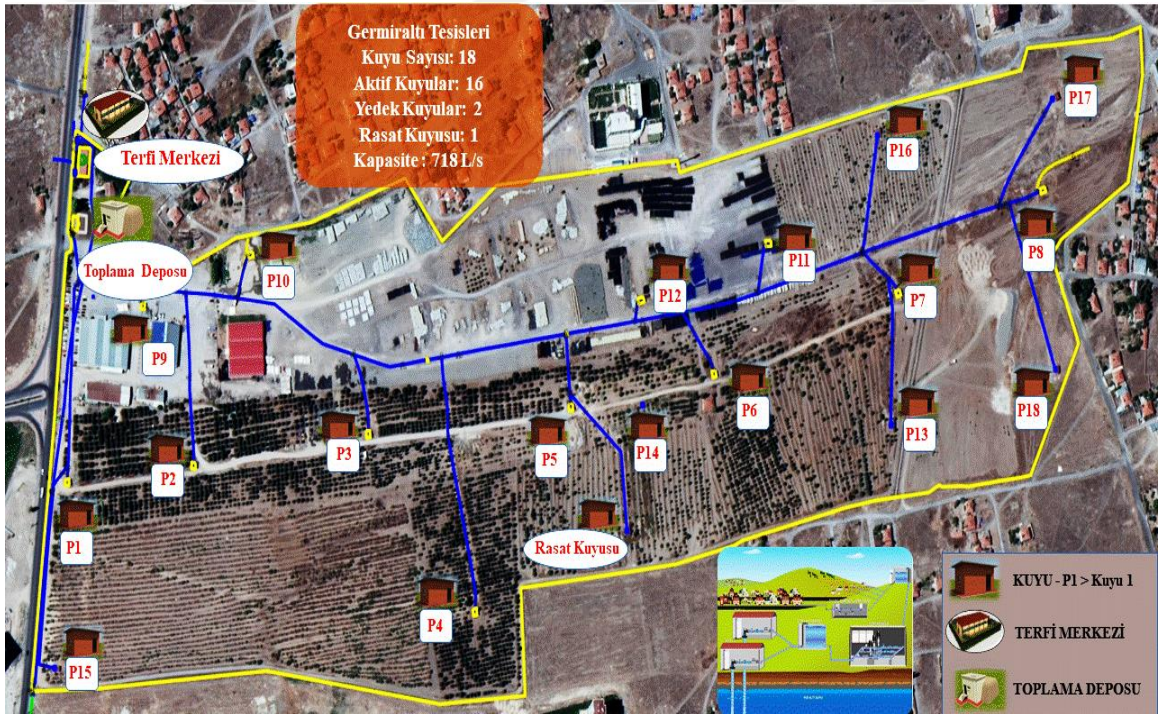 Germiraltı Tesisleri
Kuyu Sayısı: 18
Aktif Kuyular: 16
Yedek Kuyular: 2
Rasat Kuyusu: 1
Kapasite : 718 L/s
Terfi Merkezi
Toplama Deposu
P17
P16
P10
P11
P8
P12
P7
P9
P6
P18
P13
P3
P5
P14
P2
P1
Rasat Kuyusu
P4
P15
KUYU - P1 > Kuyu 1
TERFİ MERKEZİ
TOPLAMA DEPOSU